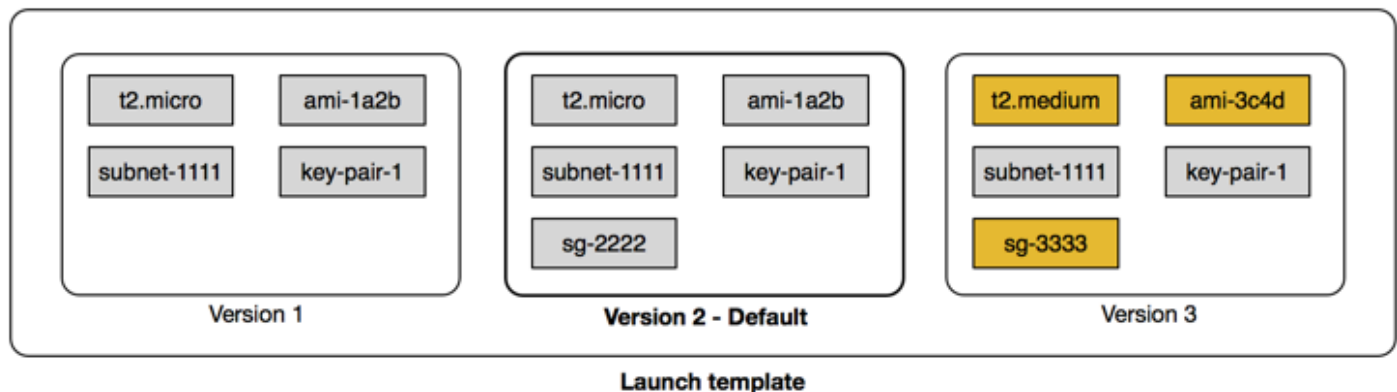 t2.micro
ami-1a2b
subnet-1111
key-pair-1
Version 1
t2.micro
ami-1a2b
subnet-1111
key-pair-1
sg-2222
Version 2 - Default
t2.medium
ami-3c4d
subnet-1111
key-pair-1
sg-3333
Version 3
Launch template